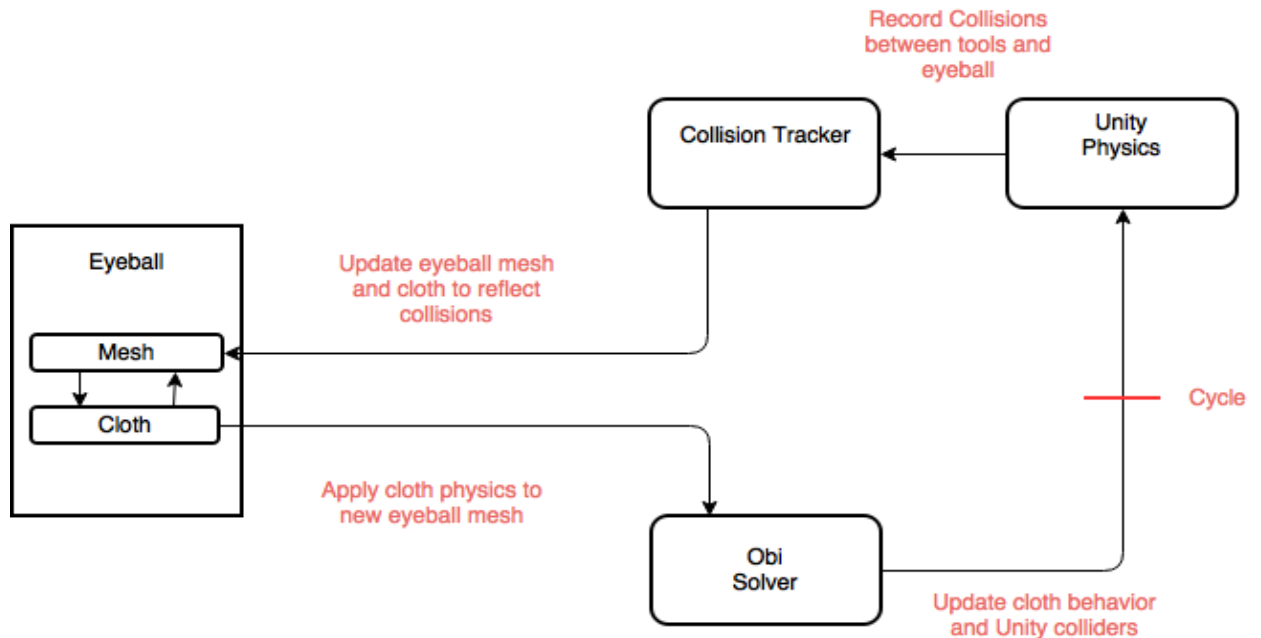 Record Collisions
between tools and
eyeball
Collision Tracker
Unity
Physics
Eyeball
Update eyeball mesh
and cloth to reflect
collisions
Mesh
Cycle
Cloth
Apply cloth physics to
new eyeball mesh
Obi
Solver
Update cloth behavior
and Unity colliders